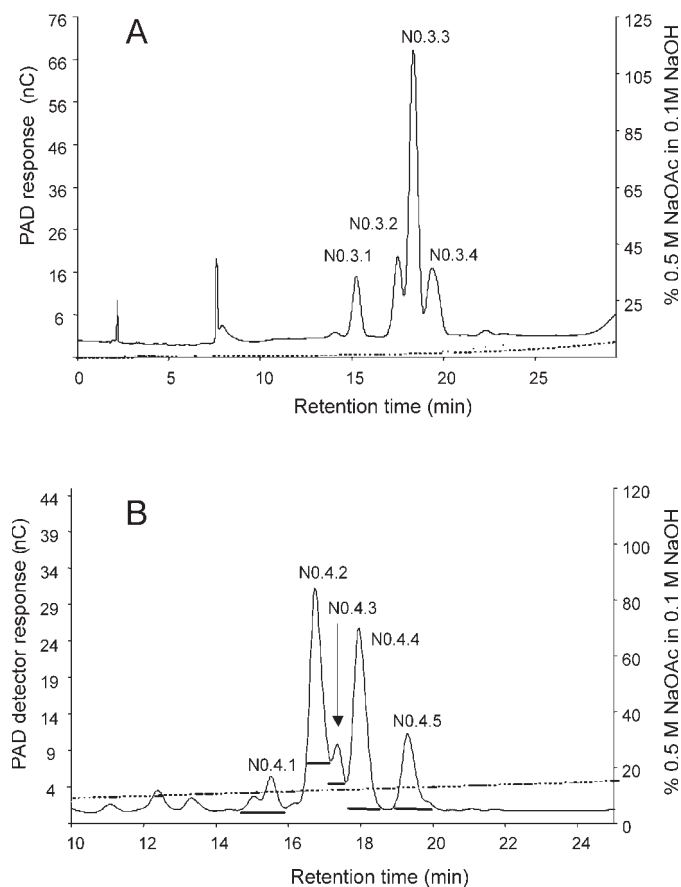 A
76
66
56
46
36
26
16
6
PAD response (nC)
N0.3.1
N0.3.2
N0.3.3
N0.3.4
125
105
85
65
45
25
% 0.5 M NaOAc in 0.1M NaOH
0 5 10 15 20 25
Retention time (min)
B
44
39
34
29
24
19
14
9
4
PAD detector response (nC)
N0.4.1
N0.4.2
N0.4.3
N0.4.4
N0.4.5
120
100
80
60
40
20
0
% 0.5 M NaOAc in 0.1 M NaOH
10 12 14 16 18 20 22 24
Retention time (min)